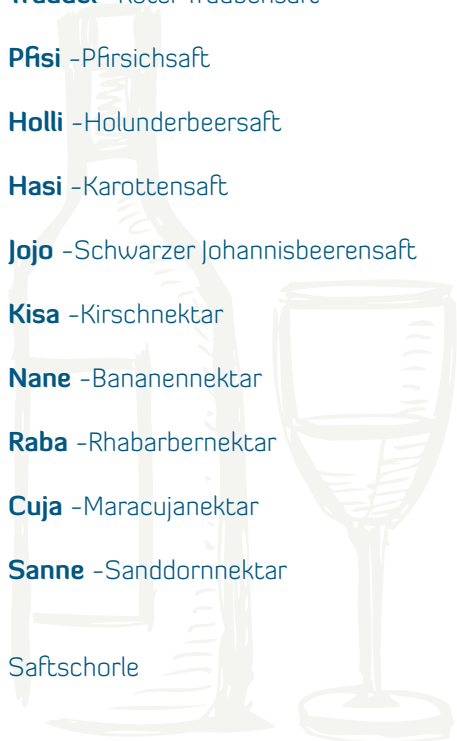 Pfisi -Pfirsichsaft
Holli -Holunderbeersaft
Hasi -Karottensaft
Jojo -Schwarzer Johannisbeerensaft
Kisa -Kirschnektar
Nane -Bananennektar
Raba -Rhabarbernektar
Cuja -Maracujanektar
Sanne -Sanddornnektar
Saftschorle